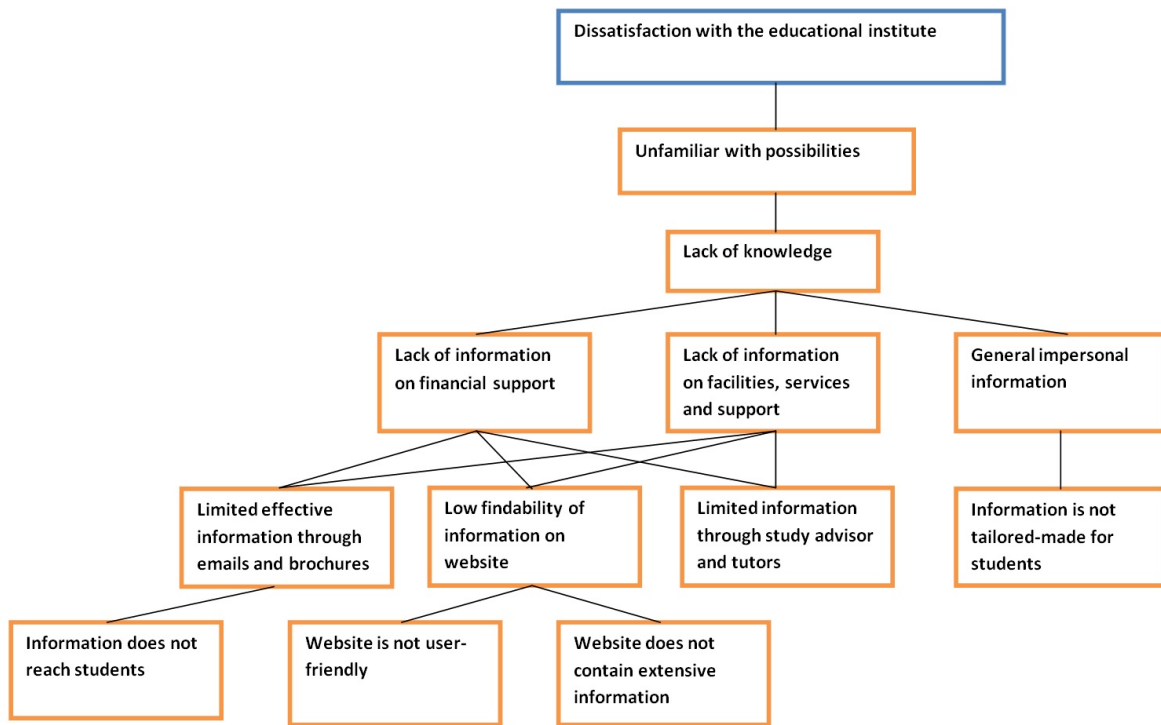 Dissatisfaction with the educational institute
Unfamiliar with possibilities
Lack of knowledge
Lack of information
on financial support
Lack of information
on facilities, services
and support
General impersonal
information
Limited effective
information through
emails and brochures
Low findability of
information on
website
Limited information
through study advisor
and tutors
Information is not
tailored-made for
students
Information does not
reach students
Website is not user-
friendly
Website does not
contain extensive
information